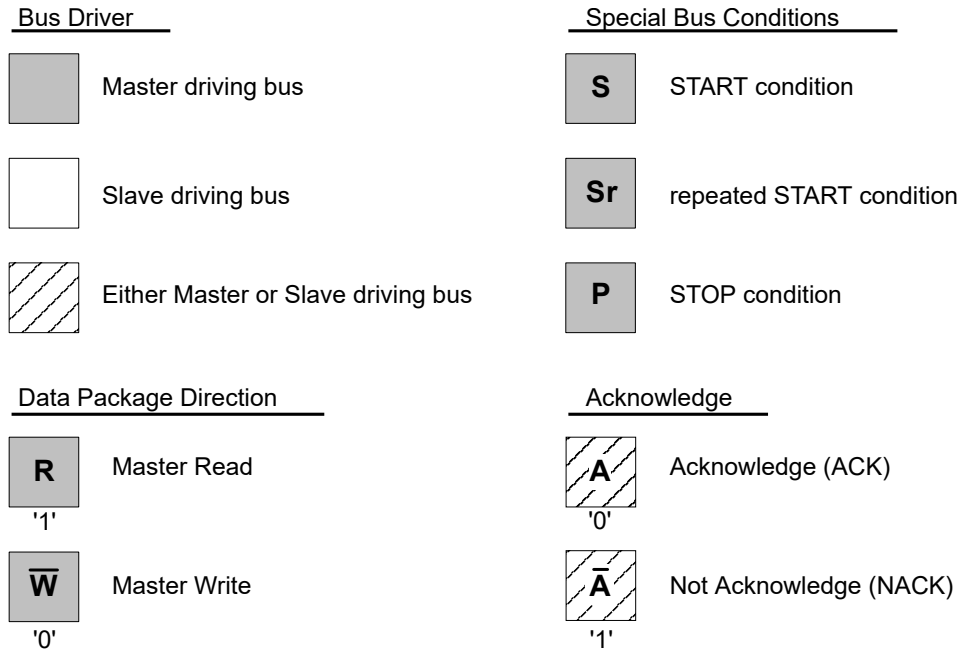 Bus Driver
Master driving bus
Slave driving bus
Either Master or Slave driving bus
Special Bus Conditions
S START condition
Sr repeated START condition
P STOP condition
Data Package Direction
R Master Read
'1'
W̅ Master Write
'0'
Acknowledge
A Acknowledge (ACK)
'0'
A̅ Not Acknowledge (NACK)
'1'